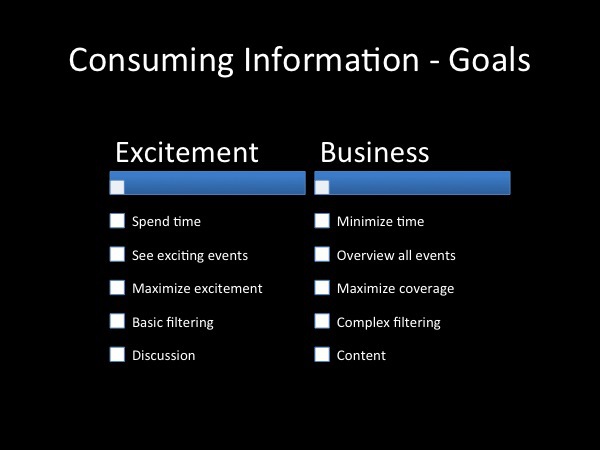 Consuming Information - Goals
Excitement
Spend time
See exciting events
Maximize excitement
Basic filtering
Discussion
Business
Minimize time
Overview all events
Maximize coverage
Complex filtering
Content